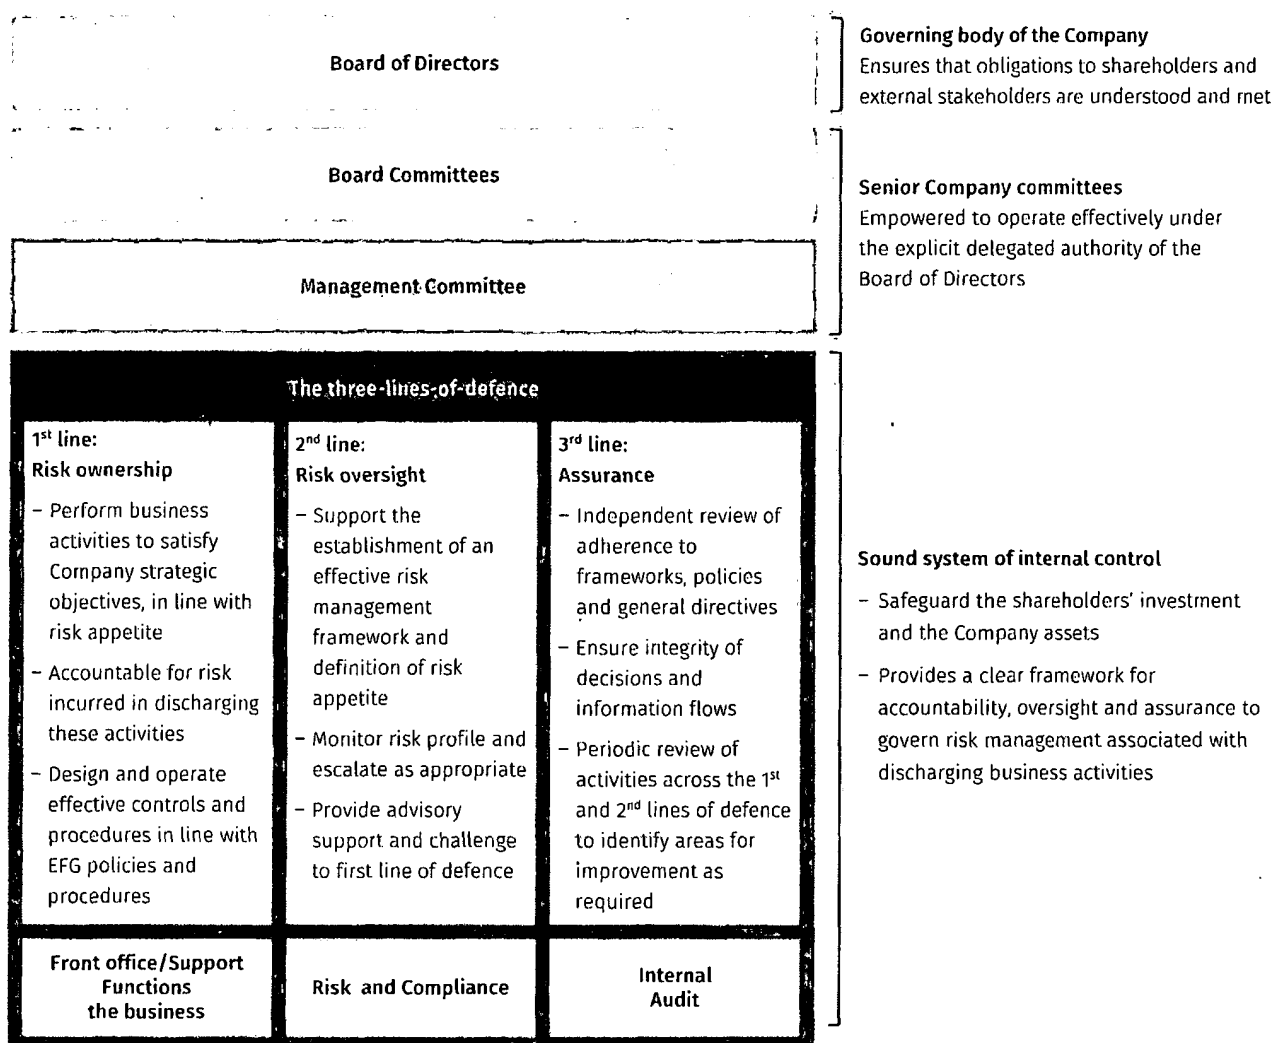 Board of Directors
Governing body of the Company
Ensures that obligations to shareholders and
external stakeholders are understood and met
Board Committees
Management Committee
Senior Company committees
Empowered to operate effectively under
the explicit delegated authority of the
Board of Directors
The three-lines-of-defence
1st line:
Risk ownership
– Perform business
activities to satisfy
Company strategic
objectives, in line with
risk appetite
– Accountable for risk
incurred in discharging
these activities
– Design and operate
effective controls and
procedures in line with
EFG policies and
procedures
Front office/Support
Functions
the business
2nd line:
Risk oversight
– Support the
establishment of an
effective risk
management
framework and
definition of risk
appetite
– Monitor risk profile and
escalate as appropriate
– Provide advisory
support and challenge
to first line of defence
Risk and Compliance
3rd line:
Assurance
– Independent review of
adherence to
frameworks, policies
and general directives
– Ensure integrity of
decisions and
information flows
– Periodic review of
activities across the 1st
and 2nd lines of defence
to identify areas for
improvement as
required
Internal
Audit
Sound system of internal control
– Safeguard the shareholders' investment
and the Company assets
– Provides a clear framework for
accountability, oversight and assurance to
govern risk management associated with
discharging business activities